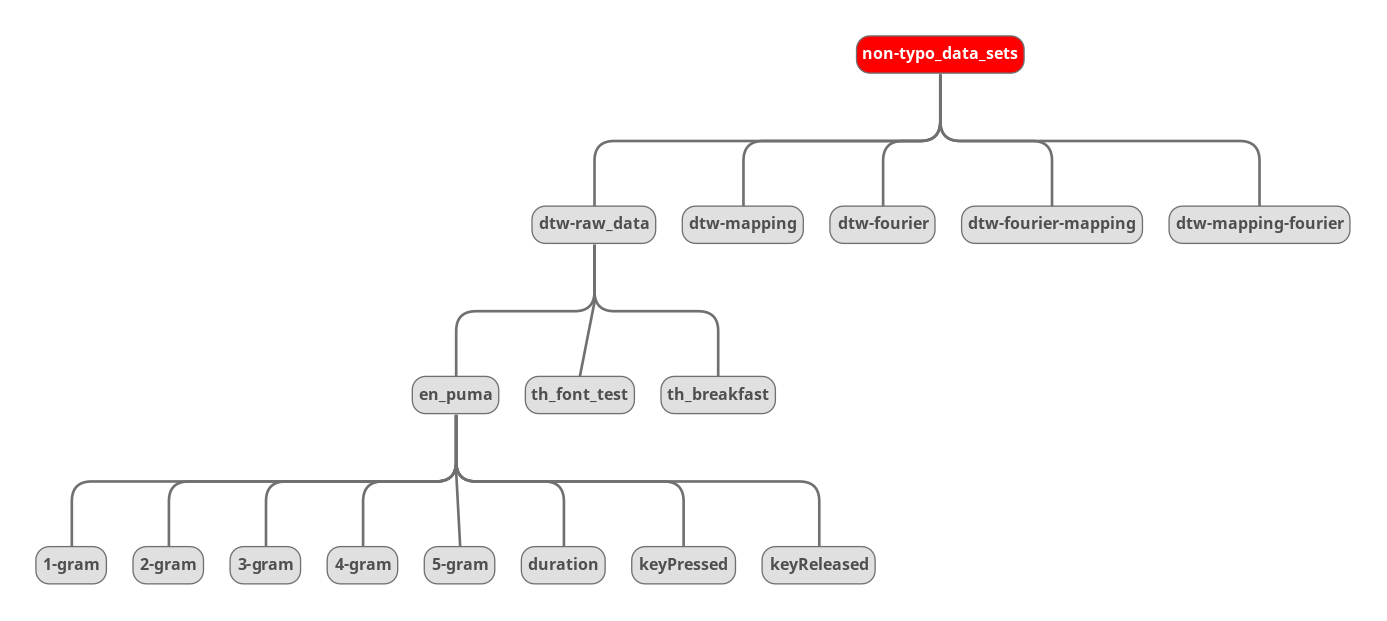 non-typo_data_sets
dtw-raw_data
dtw-mapping
dtw-fourier
dtw-fourier-mapping
dtw-mapping-fourier
en_puma
th_font_test
th_breakfast
1-gram
2-gram
3-gram
4-gram
5-gram
duration
keyPressed
keyReleased